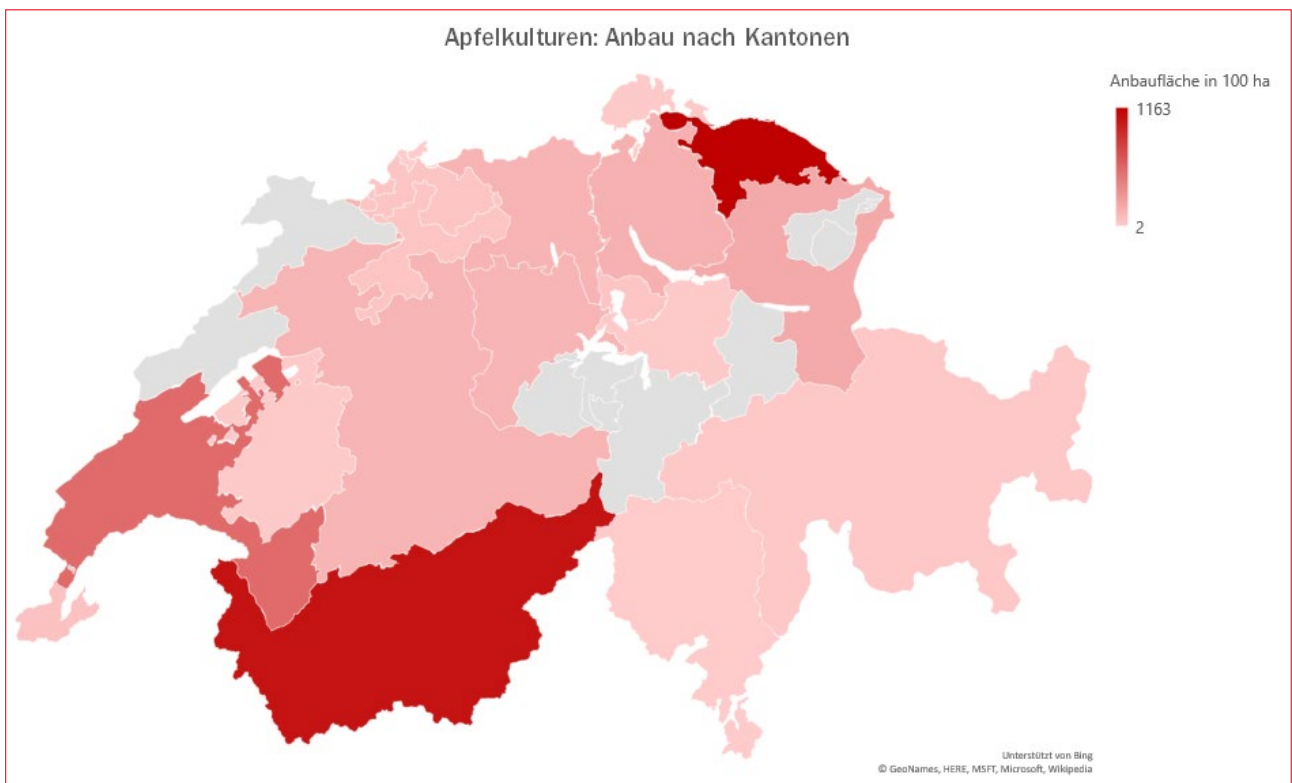 Apfelkulturen: Anbau nach Kantonen
Anbaufläche in 100 ha
1163
2
Unterstützt von Bing
© GeoNames, HERE, MSFT, Microsoft, Wikipedia